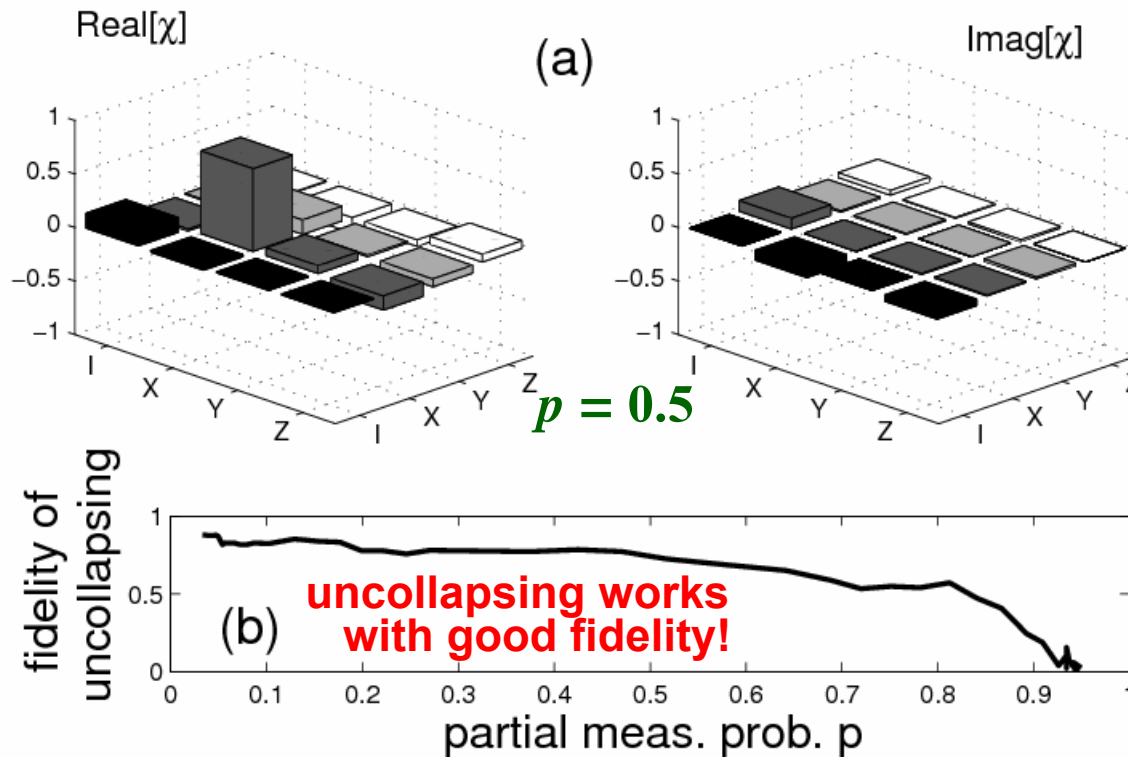 Real[χ]
(a)
Imag[χ]
1
0.5
0
−0.5
−1
I
X
Y
Z
I
X
Y
Z
1
0.5
0
−0.5
−1
I
X
Y
Z
I
X
Y
p = 0.5
fidelity of
uncollapsing
1
0.5
0
uncollapsing works
with good fidelity!
(b)
0 0.1 0.2 0.3 0.4 0.5 0.6 0.7 0.8 0.9
partial meas. prob. p